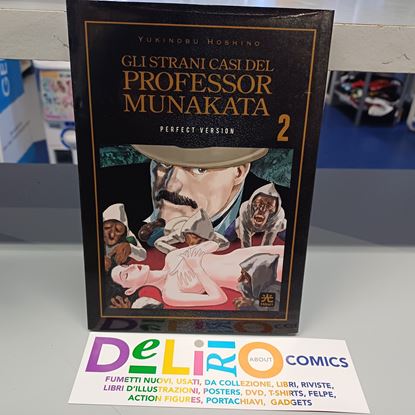 YUKINOBU HOSHINO
GLI STRANI CASI DEL
PROFESSOR
MUNAKATA
PERFECT VERSION
2
DeLiRiO ABOUT COMICS
FUMETTI NUOVI, USATI, DA COLLEZIONE, LIBRI, RIVISTE,
LIBRI D'ILLUSTRAZIONI, POSTERS, DVD, T-SHIRTS, FELPE,
ACTION FIGURES, PORTACHIAVI, GADGETS